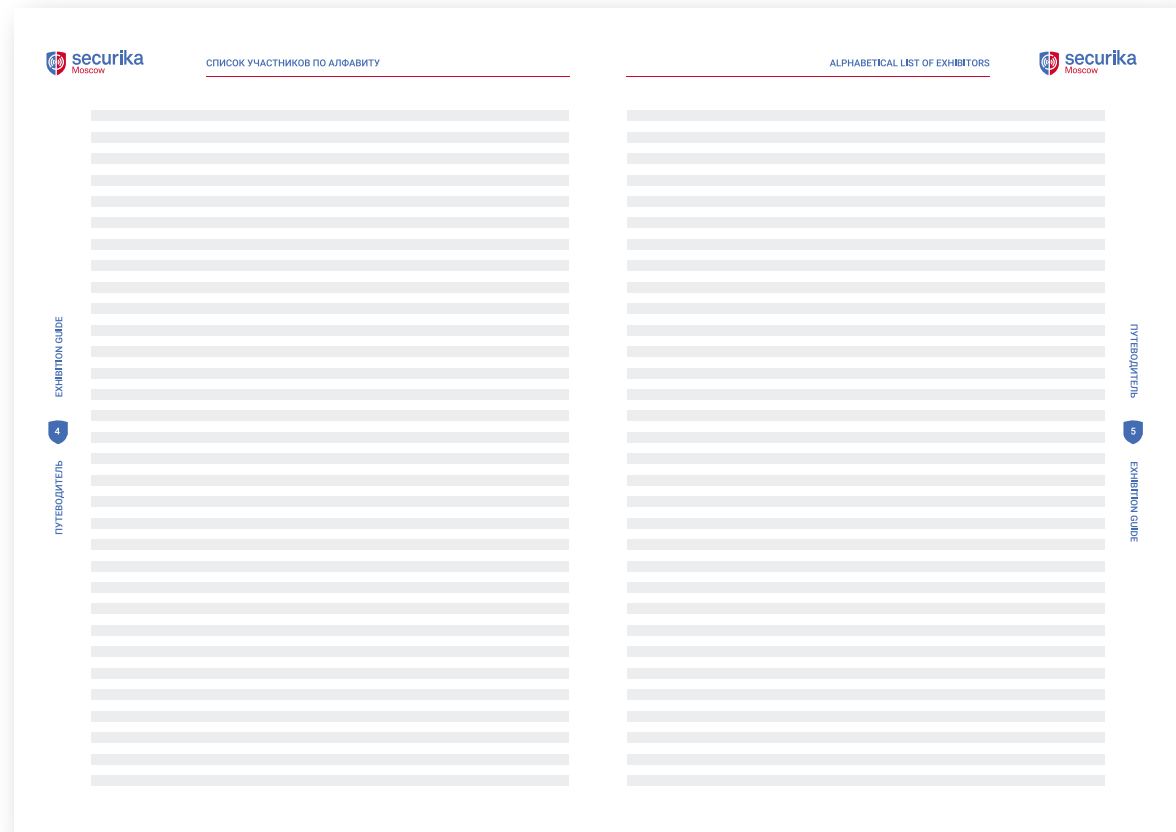 securika
Moscow
СПИСОК УЧАСТНИКОВ ПО АЛФАВИТУ
EXHIBITION GUIDE
4
ПУТЕВОДИТЕЛЬ
ALPHABETICAL LIST OF EXHIBITORS
securika
Moscow
ПУТЕВОДИТЕЛЬ
5
EXHIBITION GUIDE